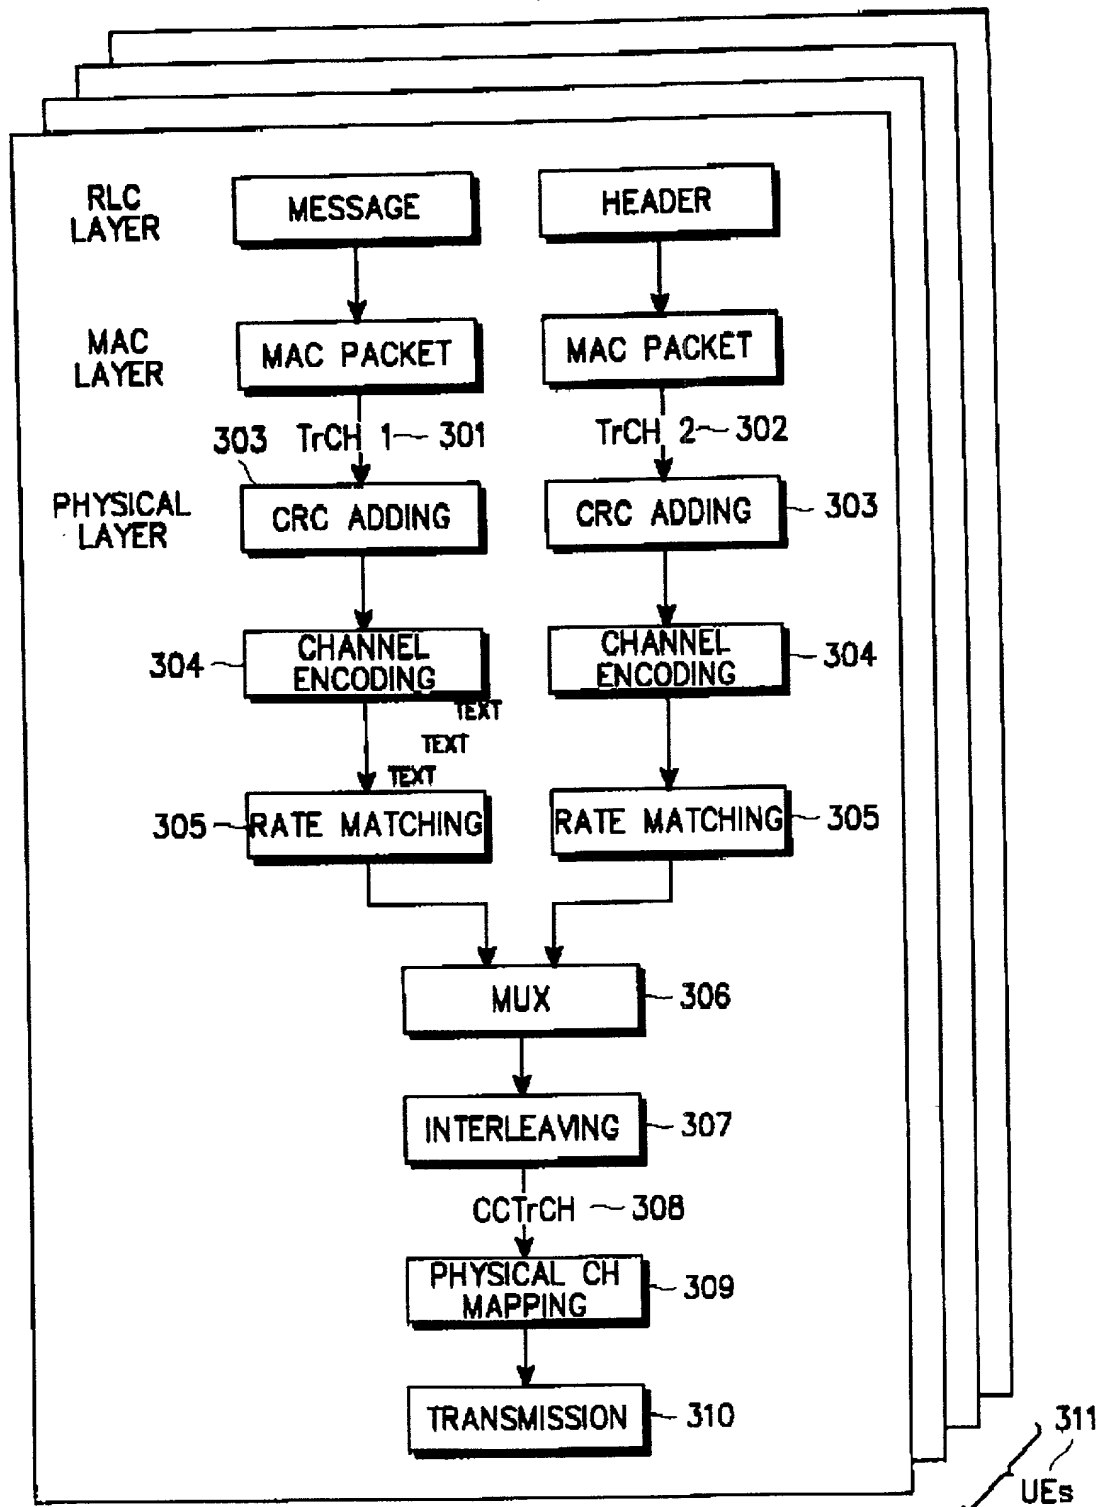 RLC
LAYER
MESSAGE
HEADER
MAC
LAYER
MAC PACKET
MAC PACKET
303
TrCH 1
301
TrCH 2
302
PHYSICAL
LAYER
CRC ADDING
CRC ADDING
303
304
CHANNEL
ENCODING
CHANNEL
ENCODING
304
TEXT
TEXT
TEXT
305
RATE MATCHING
RATE MATCHING
305
MUX
306
INTERLEAVING
307
CCTrCH
308
PHYSICAL CH
MAPPING
309
TRANSMISSION
310
311
UEs